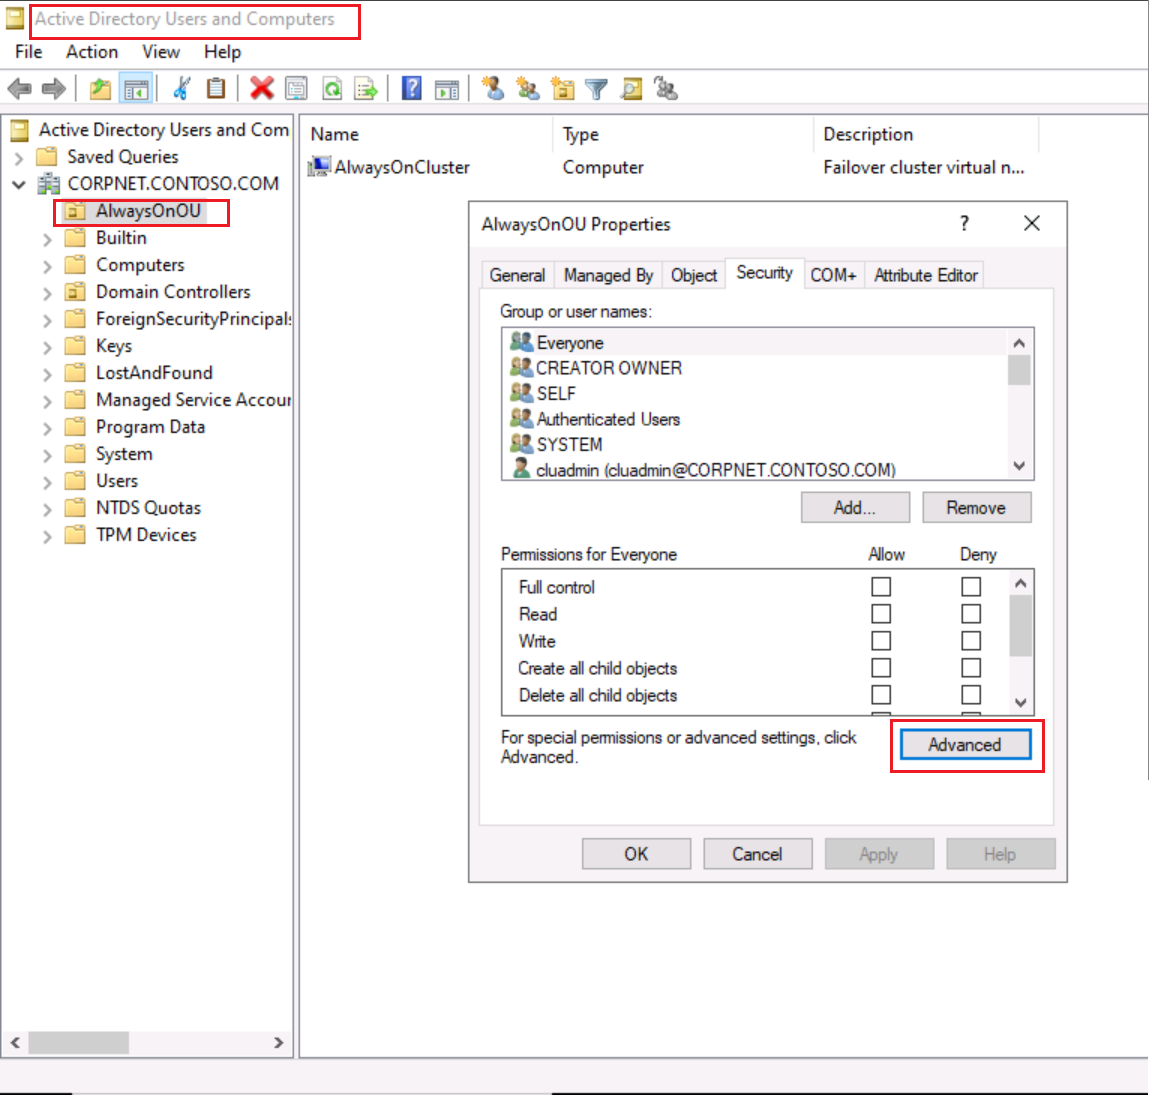 Active Directory Users and Computers
File Action View Help
Active Directory Users and Com
Saved Queries
CORPNET.CONTOSO.COM
AlwaysOnOU
Builtin
Computers
Domain Controllers
ForeignSecurityPrincipals
Keys
LostAndFound
Managed Service Accour
Program Data
System
Users
NTDS Quotas
TPM Devices
Name Type Description
AlwaysOnCluster Computer Failover cluster virtual n...
AlwaysOnOU Properties ?
General Managed By Object Security COM+ Attribute Editor
Group or user names:
Everyone
CREATOR OWNER
SELF
Authenticated Users
SYSTEM
cluadmin (cluadmin@CORPNET.CONTOSO.COM)
Add... Remove
Permissions for Everyone Allow Deny
Full control
Read
Write
Create all child objects
Delete all child objects
For special permissions or advanced settings, click
Advanced.
Advanced
OK Cancel Apply Help